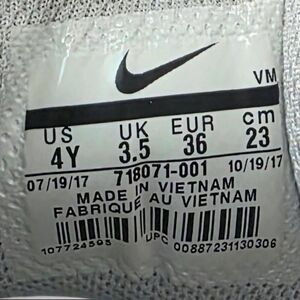 VM
US UK EUR cm
4Y 3.5 36 23
07/19/17 718071-001 10/19/17
MADE IN VIETNAM
FABRIQUE AU VIETNAM
107724595 UPC 00887231130306